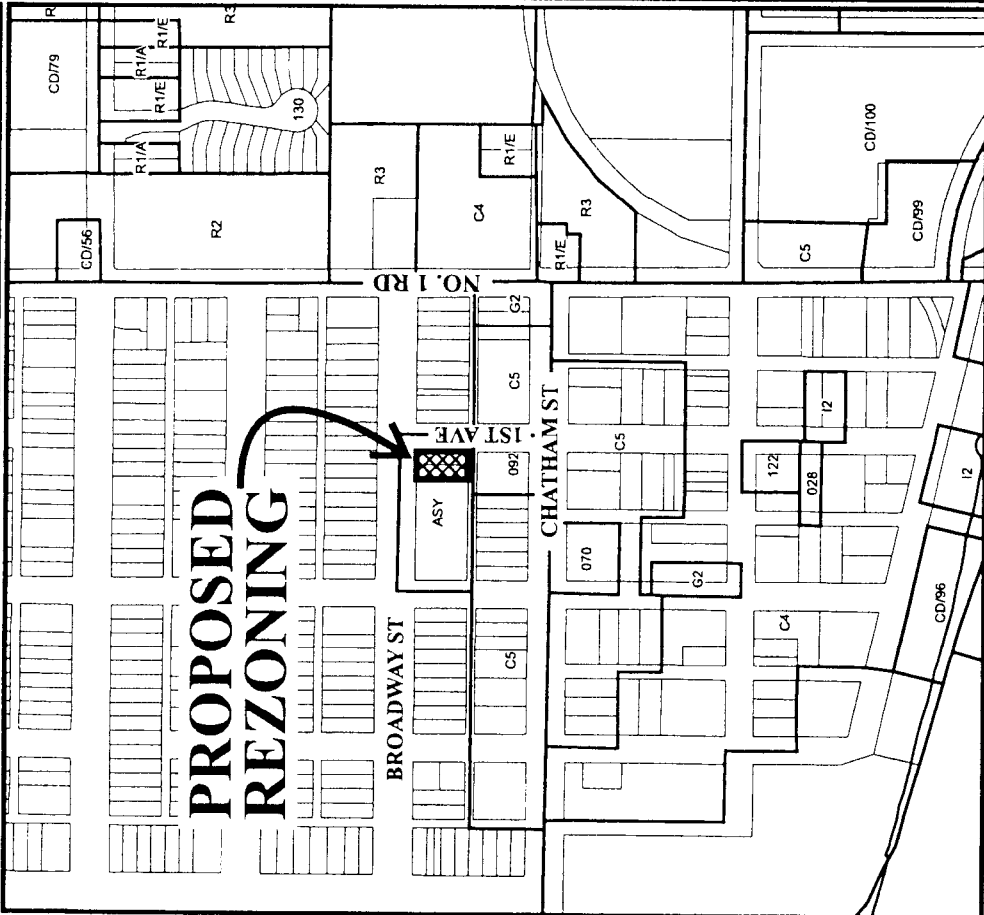 PROPOSED
REZONING
BROADWAY ST
1ST AVE
CHATHAM ST
NO. 1 RD
CD/79
R
R1/E
R3
R1/A
R1/E
R1/A
130
CD/56
R2
R3
C4
R1/E
R3
R1/E
CD/100
C5
CD/99
ASY
092
C5
G2
C5
C5
070
G2
C4
122
028
I2
I2
CD/96